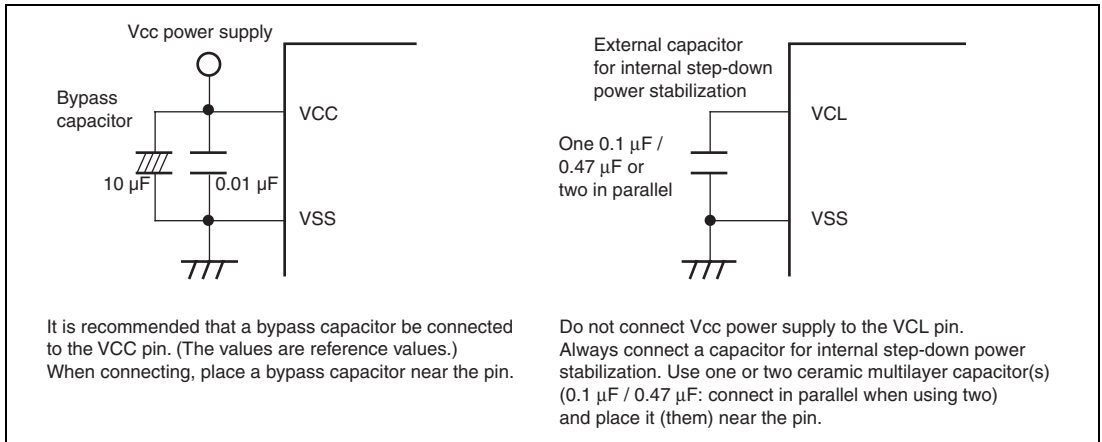 Vcc power supply
Bypass
capacitor
VCC
10 µF
0.01 µF
VSS
It is recommended that a bypass capacitor be connected
to the VCC pin. (The values are reference values.)
When connecting, place a bypass capacitor near the pin.
External capacitor
for internal step-down
power stabilization
VCL
One 0.1 µF /
0.47 µF or
two in parallel
VSS
Do not connect Vcc power supply to the VCL pin.
Always connect a capacitor for internal step-down power
stabilization. Use one or two ceramic multilayer capacitor(s)
(0.1 µF / 0.47 µF: connect in parallel when using two)
and place it (them) near the pin.